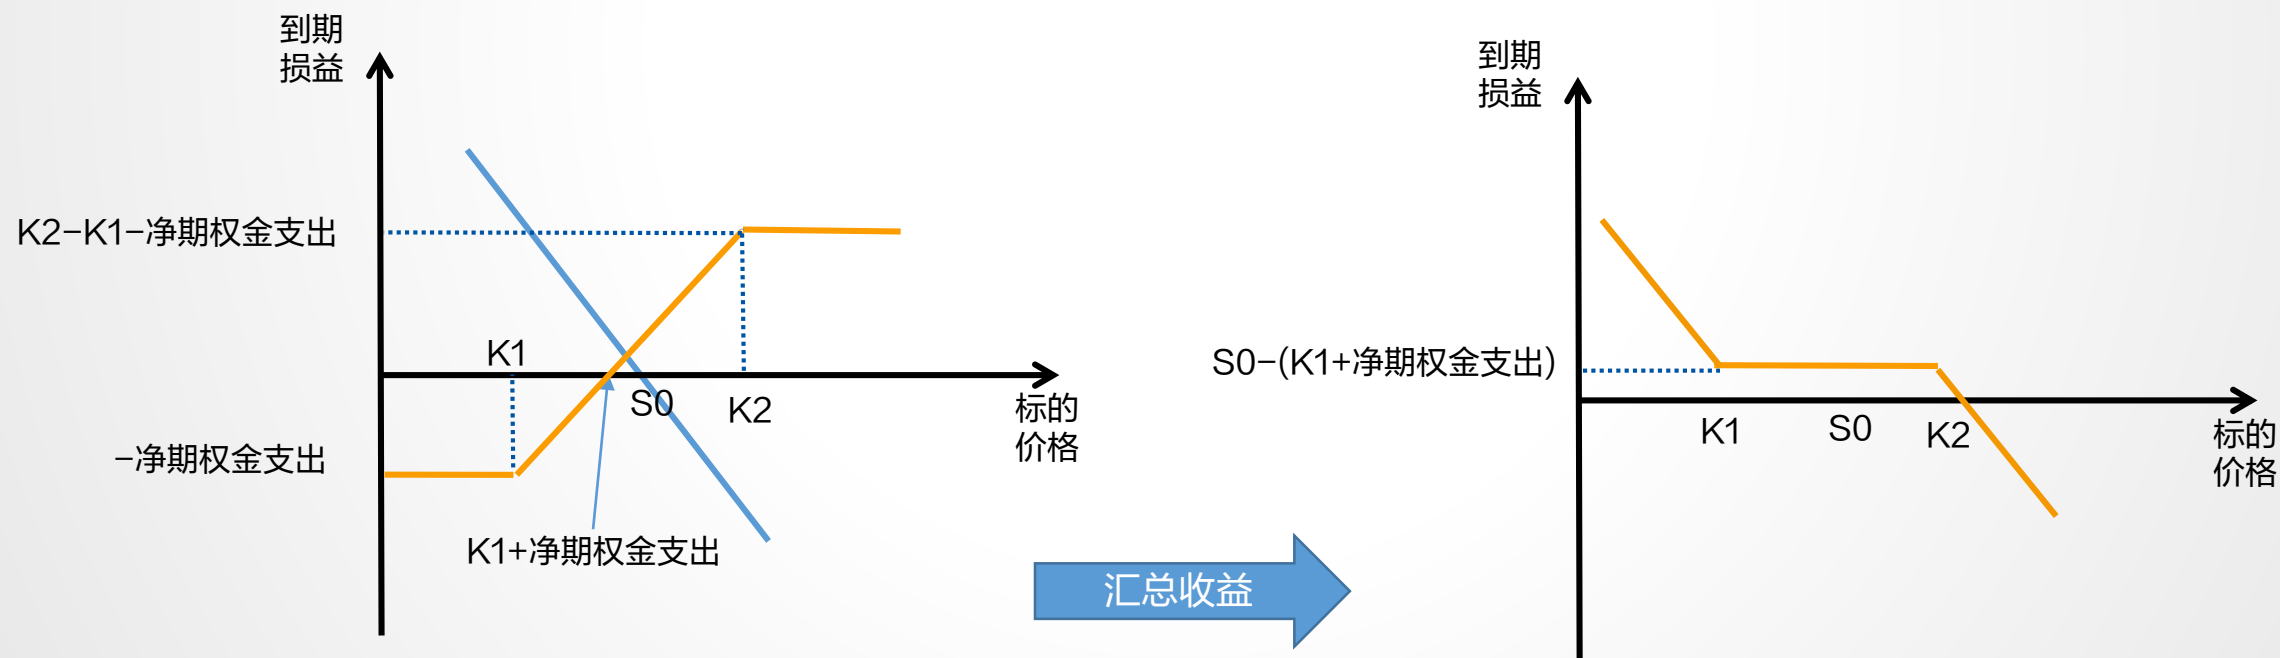 到期
损益
K2-K1-净期权金支出
K1
S0
K2
标的
价格
-净期权金支出
K1+净期权金支出
汇总收益
到期
损益
S0-(K1+净期权金支出)
K1
S0
K2
标的
价格